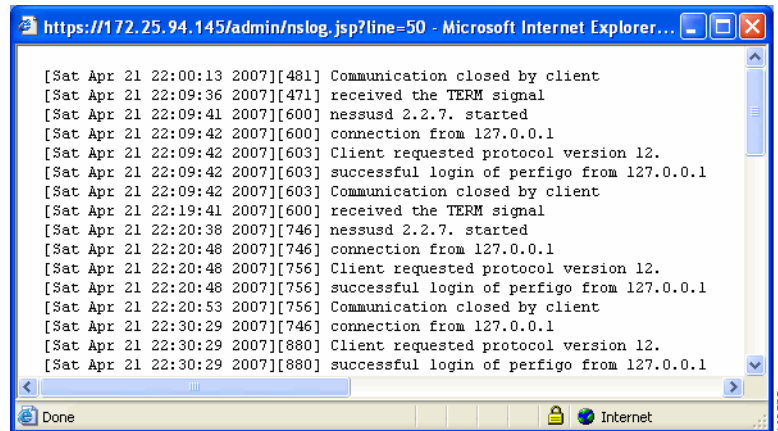 https://172.25.94.145/admin/nslog.jsp?line=50 - Microsoft Internet Explorer...
[Sat Apr 21 22:00:13 2007][481] Communication closed by client
[Sat Apr 21 22:09:36 2007][471] received the TERM signal
[Sat Apr 21 22:09:41 2007][600] nessusd 2.2.7. started
[Sat Apr 21 22:09:42 2007][600] connection from 127.0.0.1
[Sat Apr 21 22:09:42 2007][603] Client requested protocol version 12.
[Sat Apr 21 22:09:42 2007][603] successful login of perfigo from 127.0.0.1
[Sat Apr 21 22:09:42 2007][603] Communication closed by client
[Sat Apr 21 22:19:41 2007][600] received the TERM signal
[Sat Apr 21 22:20:38 2007][746] nessusd 2.2.7. started
[Sat Apr 21 22:20:48 2007][746] connection from 127.0.0.1
[Sat Apr 21 22:20:48 2007][756] Client requested protocol version 12.
[Sat Apr 21 22:20:48 2007][756] successful login of perfigo from 127.0.0.1
[Sat Apr 21 22:20:53 2007][756] Communication closed by client
[Sat Apr 21 22:30:29 2007][746] connection from 127.0.0.1
[Sat Apr 21 22:30:29 2007][880] Client requested protocol version 12.
[Sat Apr 21 22:30:29 2007][880] successful login of perfigo from 127.0.0.1
Done Internet